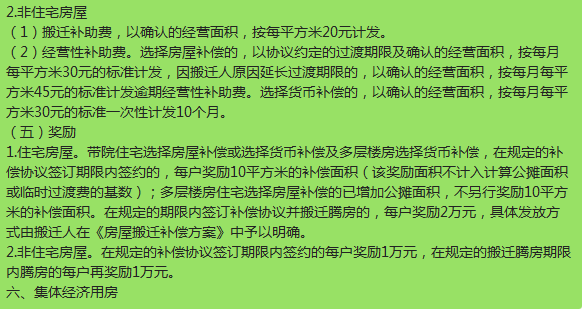 2.非住宅房屋
（1）搬迁补助费，以确认的经营面积，按每平方米20元计发。
（2）经营性补助费。选择房屋补偿的，以协议约定的过渡期限及确认的经营面积，按每月
每平方米30元的标准计发，因搬迁人原因延长过渡期限的，以确认的经营面积，按每月每平
方米45元的标准计发逾期经营性补助费。选择货币补偿的，以确认的经营面积，按每月每平
方米30元的标准一次性计发10个月。
（五）奖励
1.住宅房屋。带院住宅选择房屋补偿或选择货币补偿及多层楼房选择货币补偿，在规定的补
偿协议签订期限内签约的，每户奖励10平方米的补偿面积（该奖励面积不计入计算公摊面积
或临时过渡费的基数）；多层楼房住宅选择房屋补偿的已增加公摊面积，不另行奖励10平方
米的补偿面积。在规定的期限内签订补偿协议并搬迁腾房的，每户奖励2万元，具体发放方
式由搬迁人在《房屋搬迁补偿方案》中予以明确。
2.非住宅房屋。在规定的补偿协议签订期限内签约的每户奖励1万元，在规定的搬迁腾房期限
内腾房的每户再奖励1万元。
六、集体经济用房